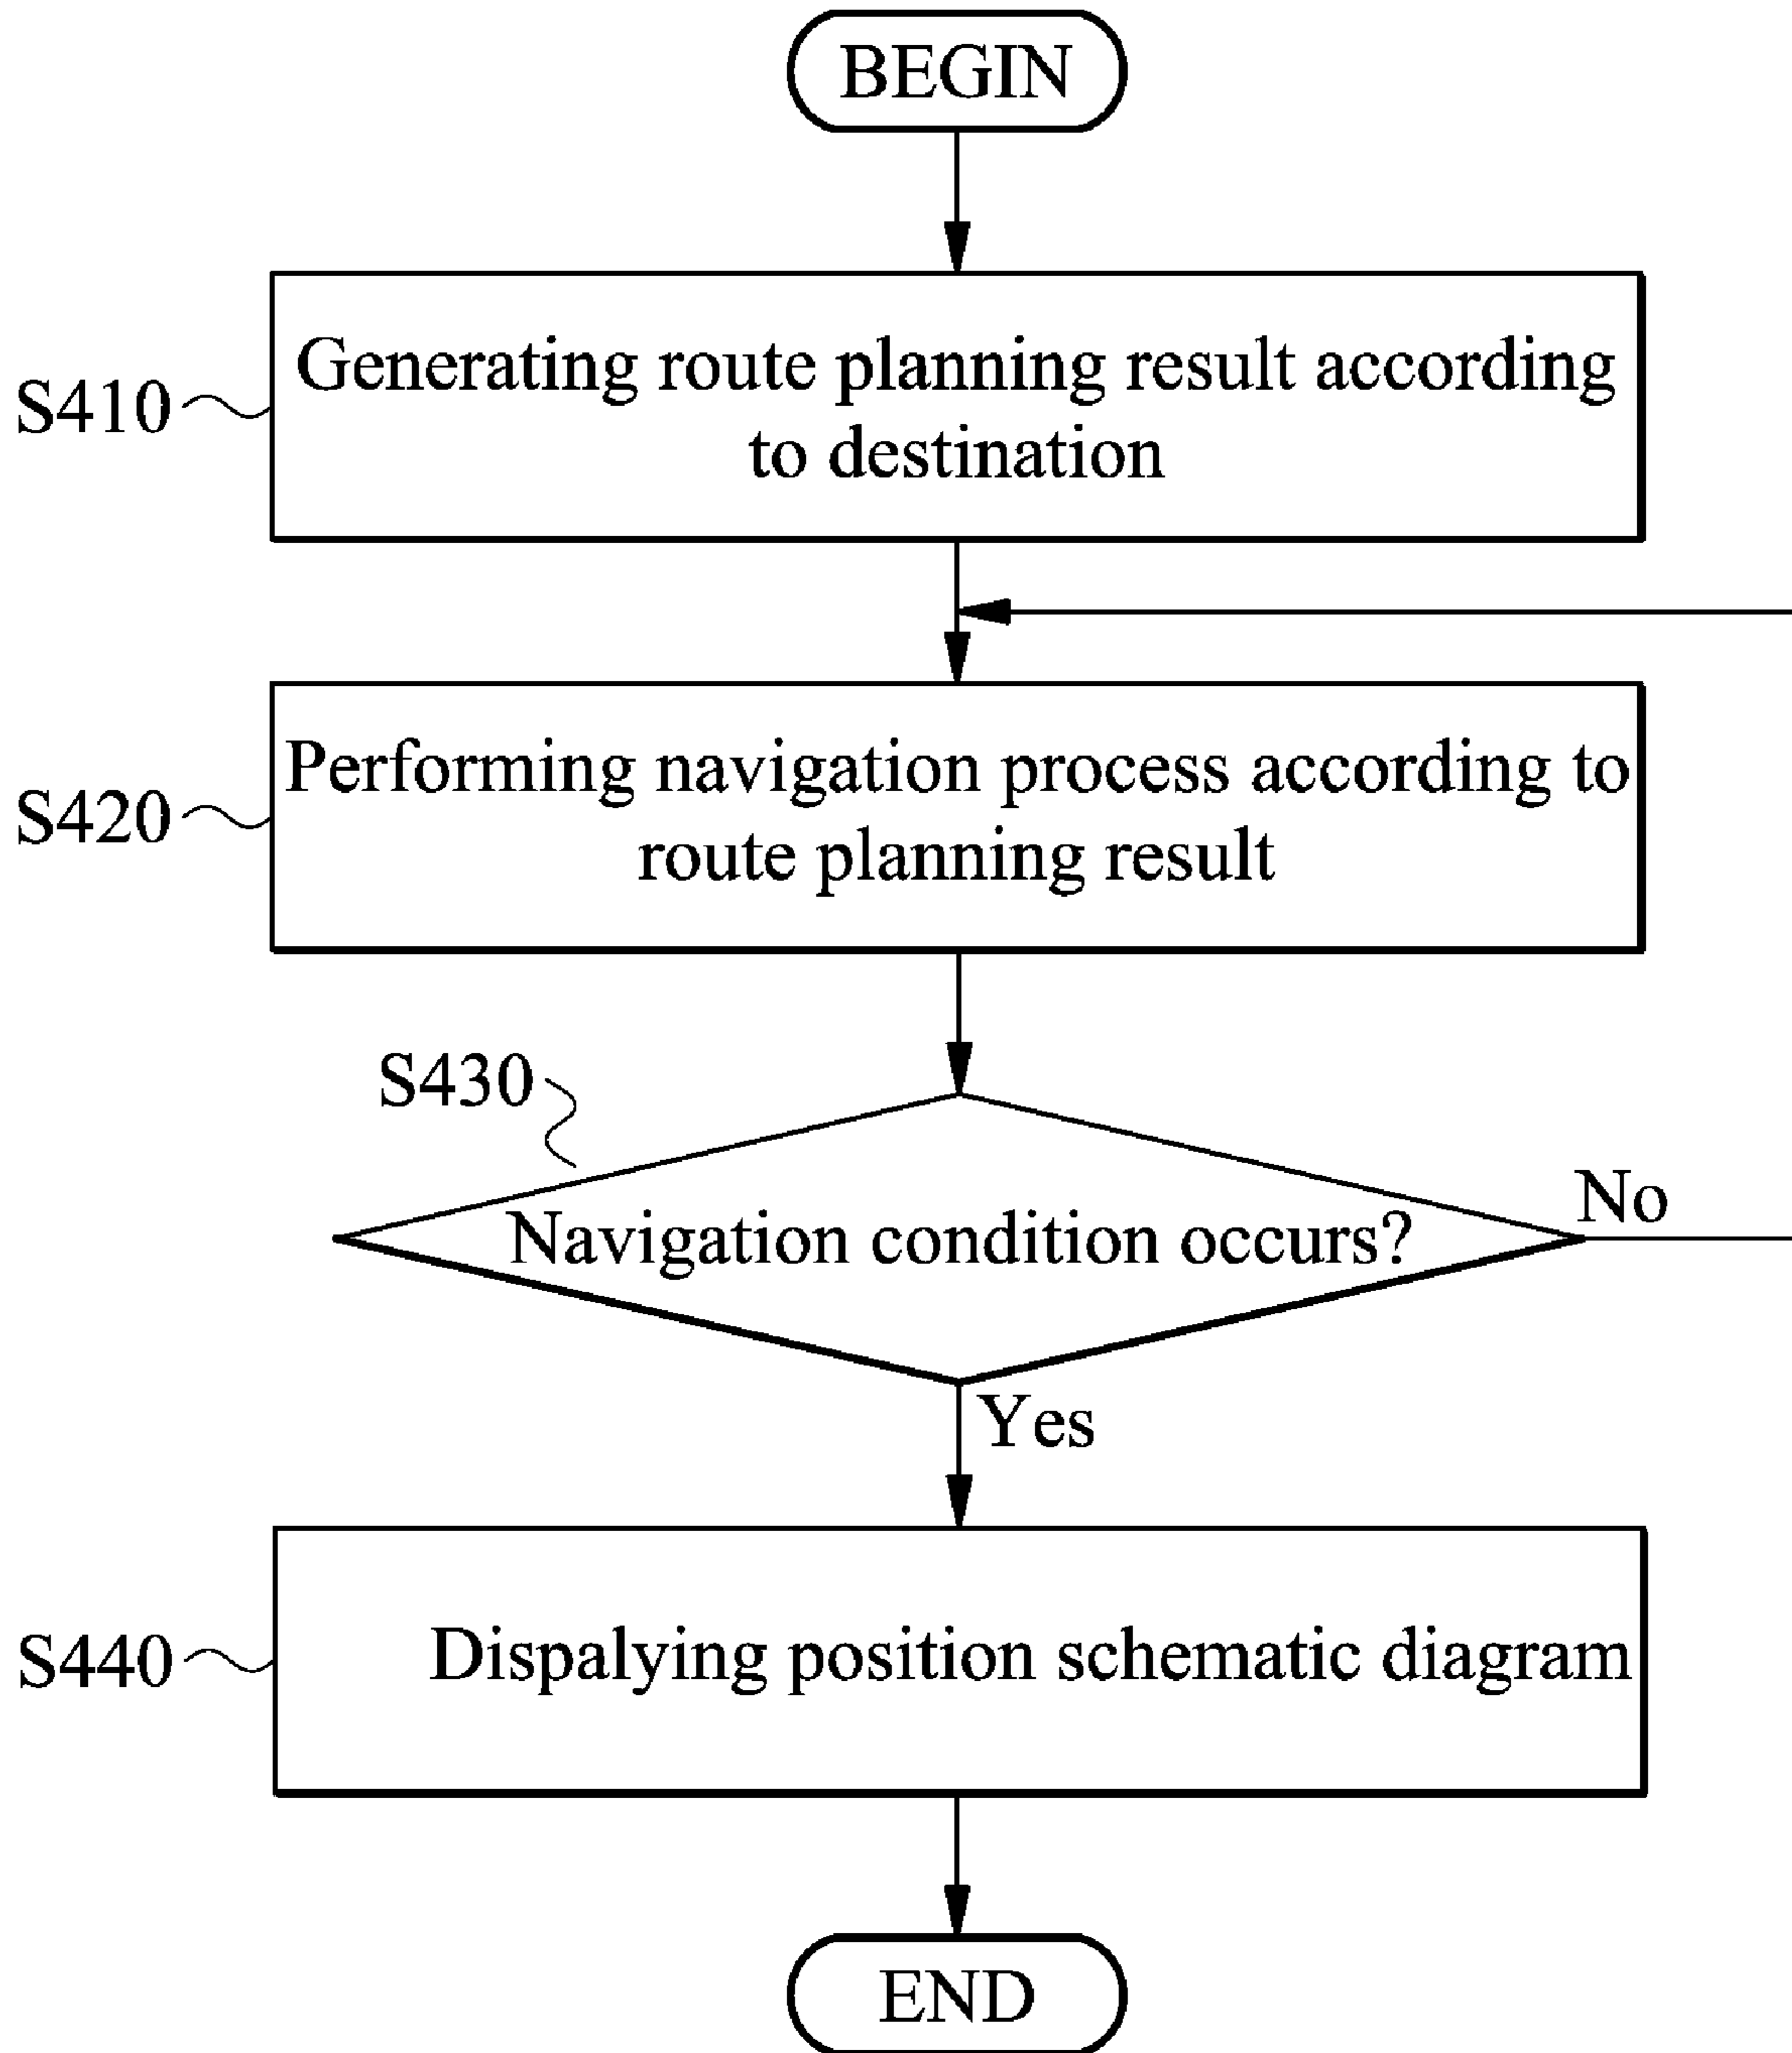 BEGIN
S410
Generating route planning result according
to destination
S420
Performing navigation process according to
route planning result
S430
Navigation condition occurs?
No
Yes
S440
Dispalying position schematic diagram
END